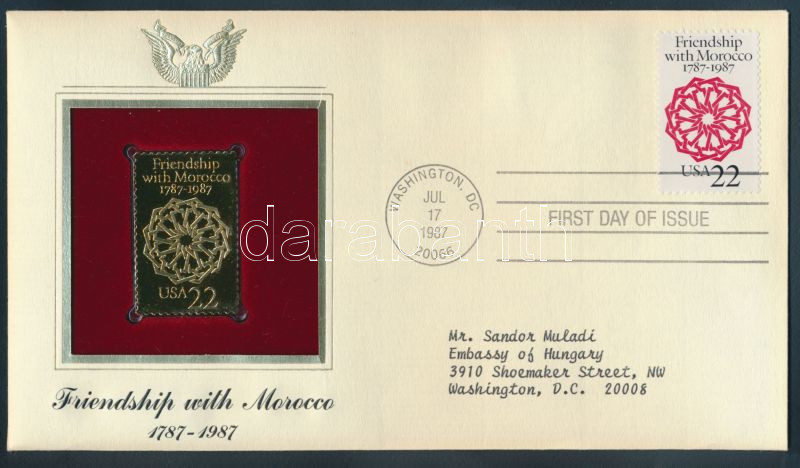 Friendship
with Morocco
1787-1987
USA 22
Friendship
with Morocco
1787-1987
USA 22
WASHINGTON, DC
JUL
17
1987
20066
FIRST DAY OF ISSUE
darabanth
Mr. Sandor Muladi
Embassy of Hungary
3910 Shoemaker Street, NW
Washington, D.C. 20008
Friendship with Morocco
1787-1987